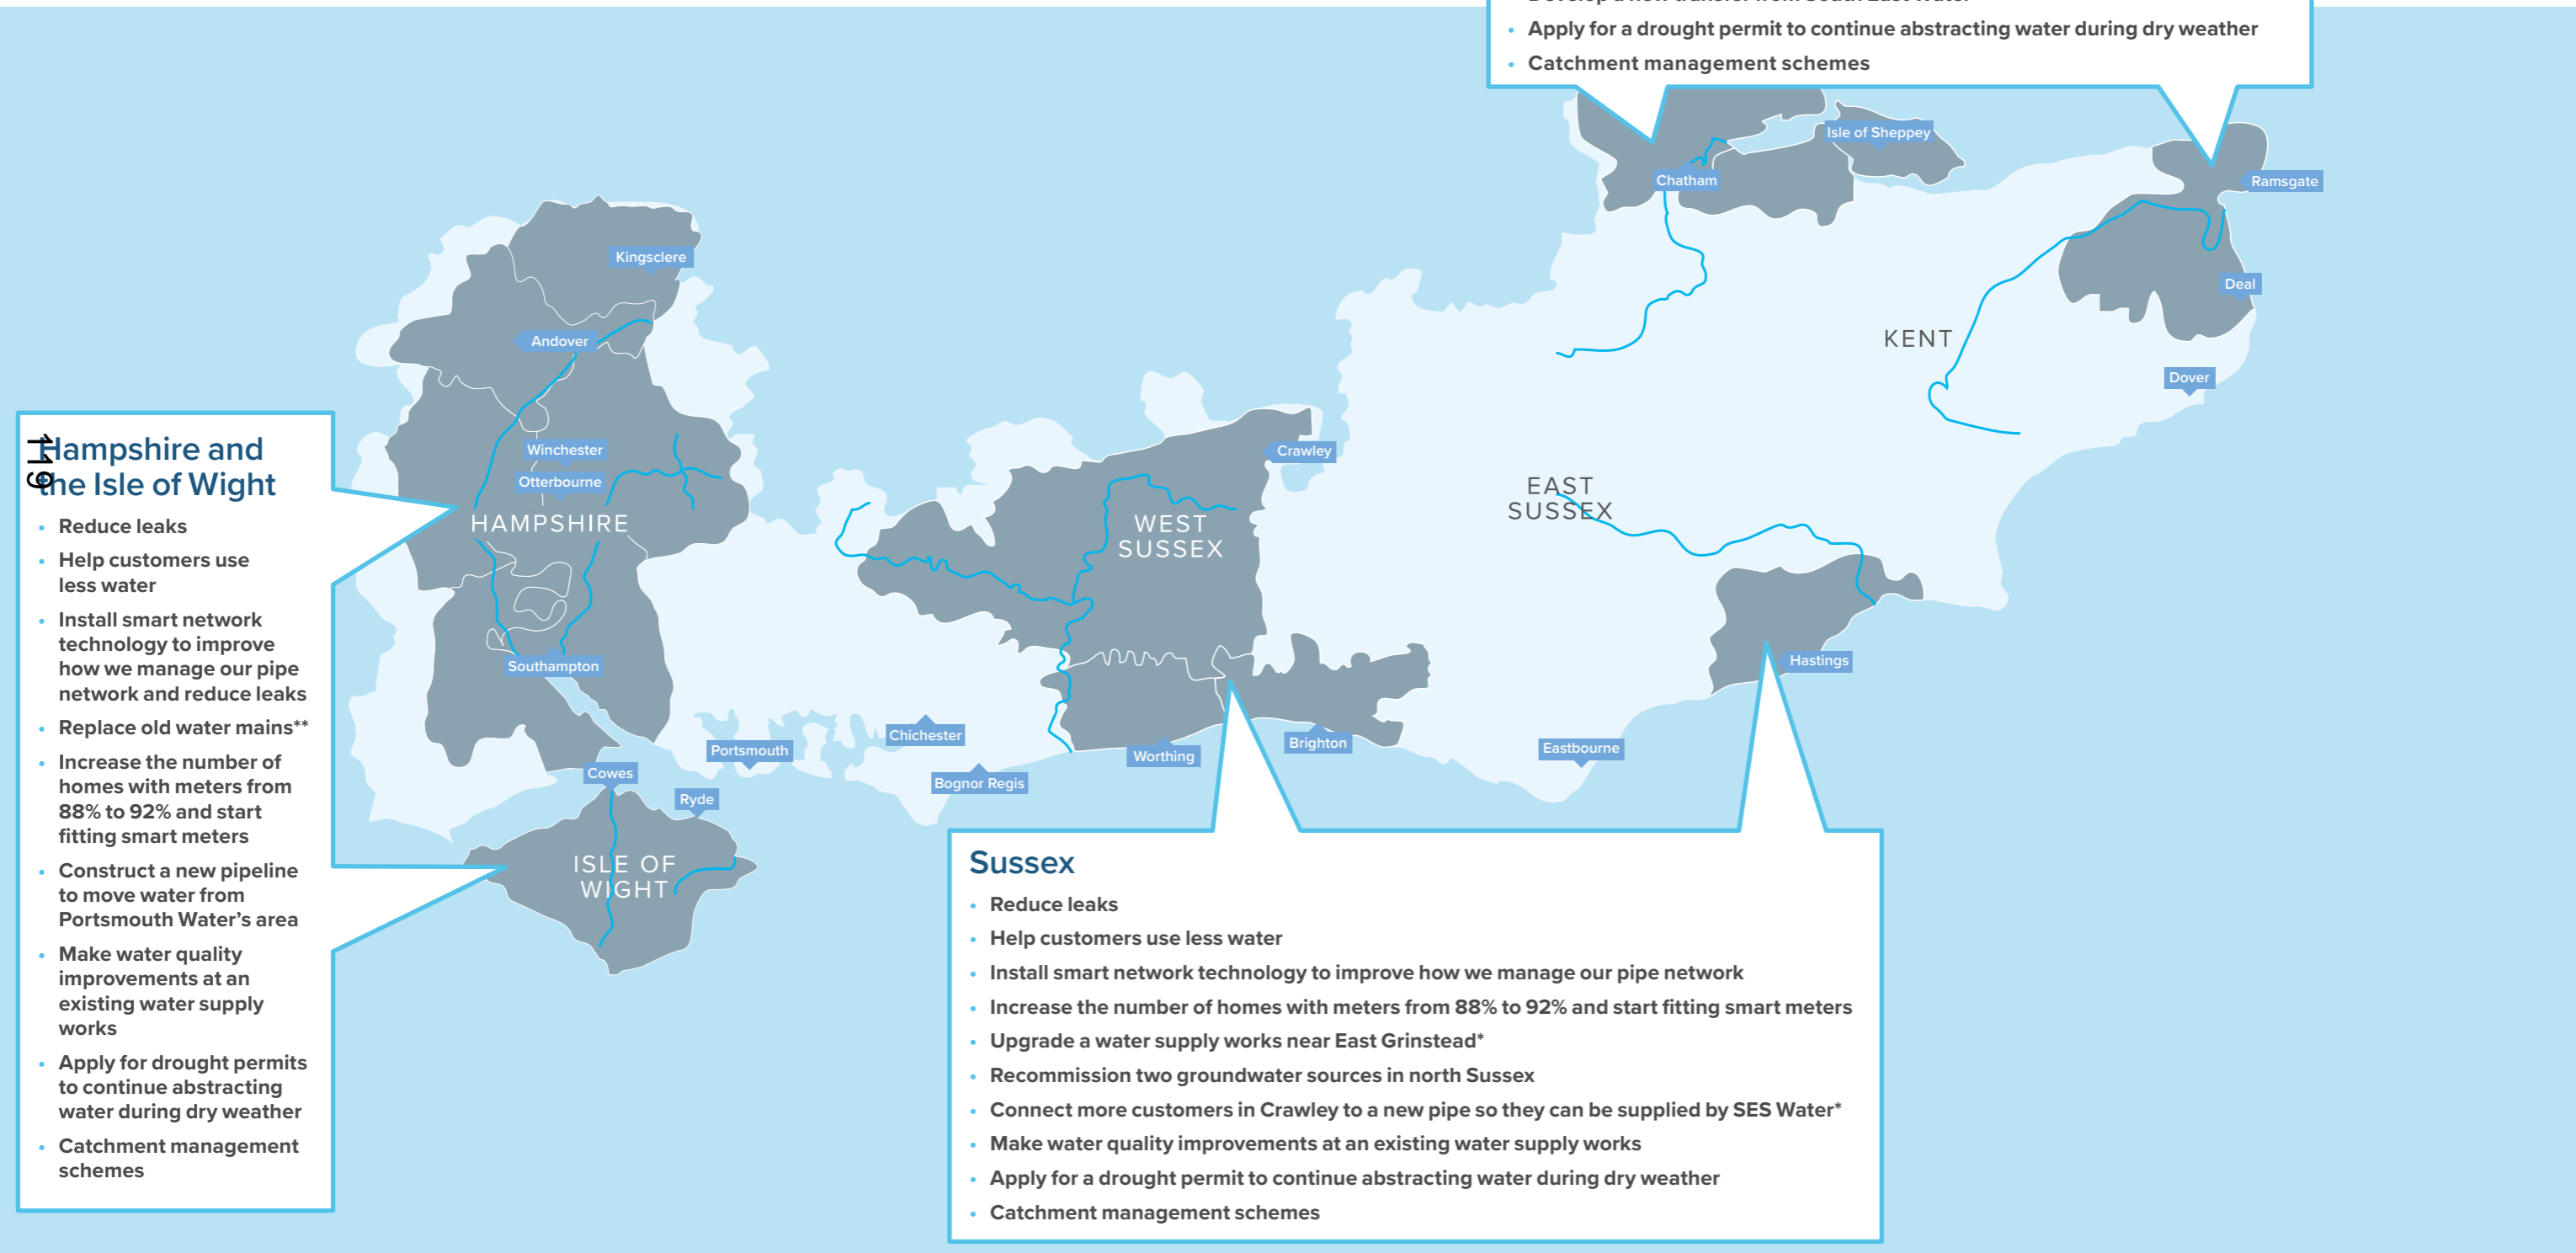 Develop a new transfer from South East Water
• Apply for a drought permit to continue abstracting water during dry weather
• Catchment management schemes
Isle of Sheppey
Chatham
Ramsgate
Kingsclere
Deal
Andover
KENT
Dover
Winchester
Otterbourne
HAMPSHIRE
Crawley
WEST
SUSSEX
EAST
SUSSEX
Southampton
Hastings
Chichester
Portsmouth
Worthing
Brighton
Eastbourne
Cowes
Bognor Regis
Ryde
ISLE OF
WIGHT
119
Hampshire and
the Isle of Wight
• Reduce leaks
• Help customers use
less water
• Install smart network
technology to improve
how we manage our pipe
network and reduce leaks
• Replace old water mains**
• Increase the number of
homes with meters from
88% to 92% and start
fitting smart meters
• Construct a new pipeline
to move water from
Portsmouth Water's area
• Make water quality
improvements at an
existing water supply
works
• Apply for drought permits
to continue abstracting
water during dry weather
• Catchment management
schemes
Sussex
• Reduce leaks
• Help customers use less water
• Install smart network technology to improve how we manage our pipe network
• Increase the number of homes with meters from 88% to 92% and start fitting smart meters
• Upgrade a water supply works near East Grinstead*
• Recommission two groundwater sources in north Sussex
• Connect more customers in Crawley to a new pipe so they can be supplied by SES Water*
• Make water quality improvements at an existing water supply works
• Apply for a drought permit to continue abstracting water during dry weather
• Catchment management schemes